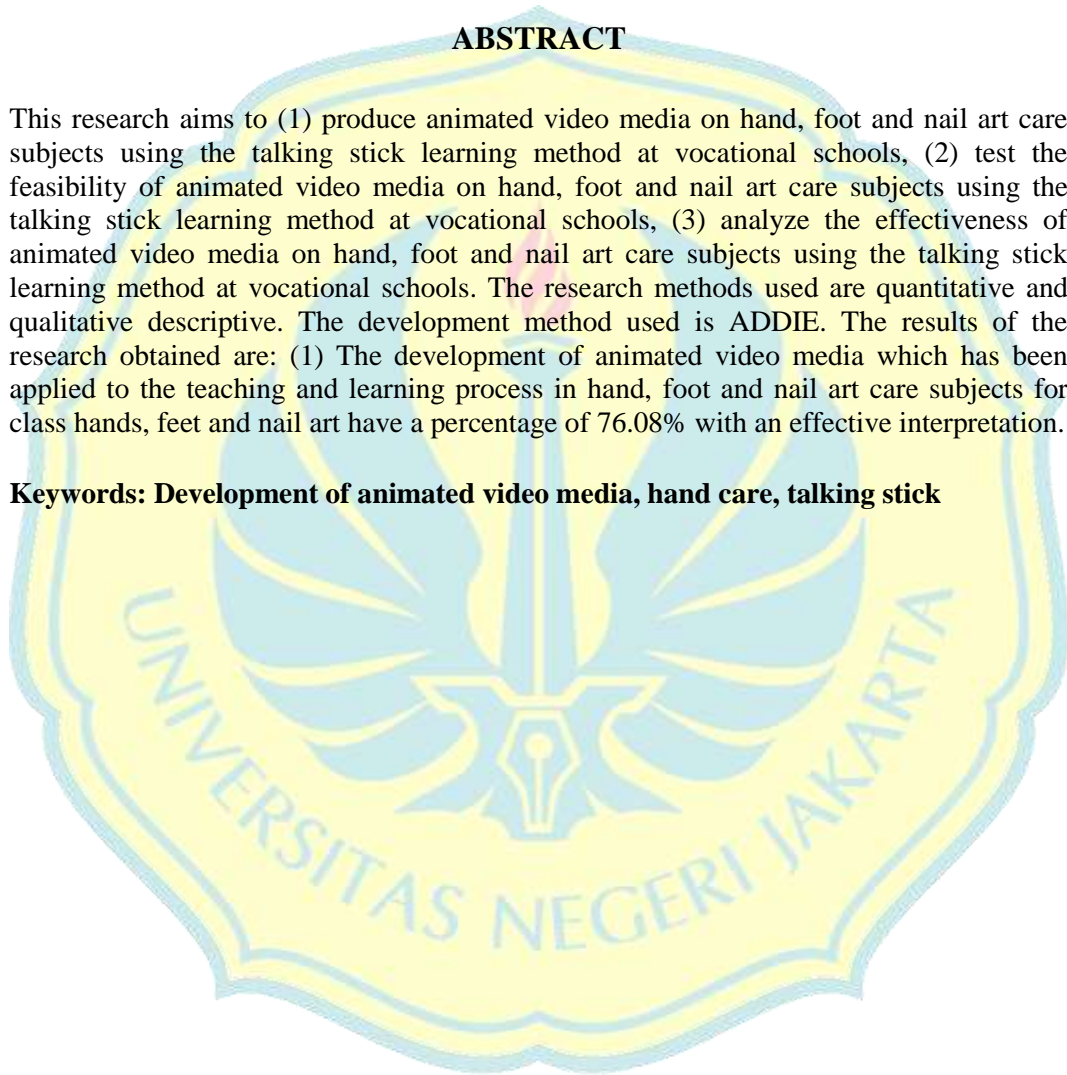 ABSTRACT
This research aims to (1) produce animated video media on hand, foot and nail art care
subjects using the talking stick learning method at vocational schools, (2) test the
feasibility of animated video media on hand, foot and nail art care subjects using the
talking stick learning method at vocational schools, (3) analyze the effectiveness of
animated video media on hand, foot and nail art care subjects using the talking stick
learning method at vocational schools. The research methods used are quantitative and
qualitative descriptive. The development method used is ADDIE. The results of the
research obtained are: (1) The development of animated video media which has been
applied to the teaching and learning process in hand, foot and nail art care subjects for
class hands, feet and nail art have a percentage of 76.08% with an effective interpretation.
Keywords: Development of animated video media, hand care, talking stick
UNIVERSITAS NEGERI JAKARTA